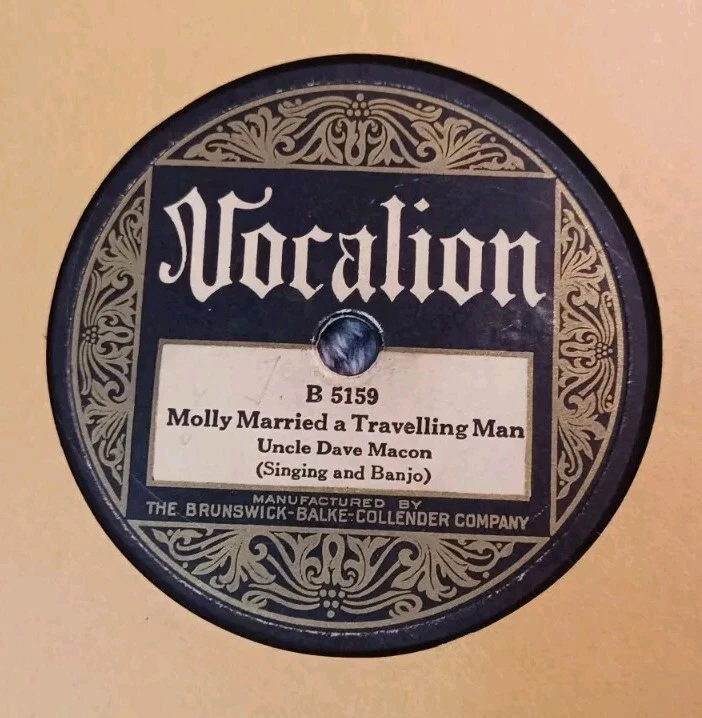 Vocalion
B 5159
Molly Married a Travelling Man
Uncle Dave Macon
(Singing and Banjo)
MANUFACTURED BY
THE BRUNSWICK-BALKE-COLLENDER COMPANY